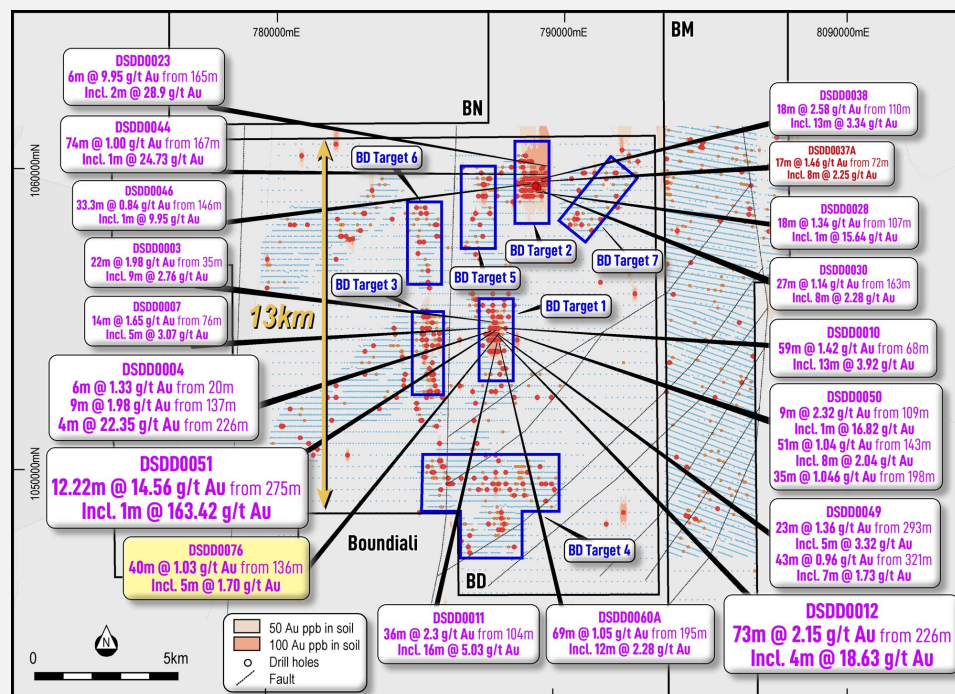 780000mE
790000mE
8090000mE
BM
BN
1060000mN
1050000mN
DSDD0023
6m @ 9.95 g/t Au from 165m
Incl. 2m @ 28.9 g/t Au
DSDD0044
74m @ 1.00 g/t Au from 167m
Incl. 1m @ 24.73 g/t Au
DSDD0046
33.3m @ 0.84 g/t Au from 146m
Incl. 1m @ 9.95 g/t Au
DSDD0003
22m @ 1.98 g/t Au from 35m
Incl. 9m @ 2.76 g/t Au
DSDD0007
14m @ 1.65 g/t Au from 76m
Incl. 5m @ 3.07 g/t Au
DSDD0004
6m @ 1.33 g/t Au from 20m
9m @ 1.98 g/t Au from 137m
4m @ 22.35 g/t Au from 226m
DSDD0051
12.22m @ 14.56 g/t Au from 275m
Incl. 1m @ 163.42 g/t Au
DSDD0076
40m @ 1.03 g/t Au from 136m
Incl. 5m @ 1.70 g/t Au
BD Target 6
BD Target 2
BD Target 7
BD Target 5
BD Target 3
BD Target 1
13km
BD Target 4
Boundiali
BD
DSDD0038
18m @ 2.58 g/t Au from 110m
Incl. 13m @ 3.34 g/t Au
DSDD0037A
17m @ 1.46 g/t Au from 72m
Incl. 8m @ 2.25 g/t Au
DSDD0028
18m @ 1.34 g/t Au from 107m
Incl. 1m @ 15.64 g/t Au
DSDD0030
27m @ 1.14 g/t Au from 163m
Incl. 8m @ 2.28 g/t Au
DSDD0010
59m @ 1.42 g/t Au from 68m
Incl. 13m @ 3.92 g/t Au
DSDD0050
9m @ 2.32 g/t Au from 109m
Incl. 1m @ 16.82 g/t Au
51m @ 1.04 g/t Au from 143m
Incl. 8m @ 2.04 g/t Au
35m @ 1.046 g/t Au from 198m
DSDD0049
23m @ 1.36 g/t Au from 293m
Incl. 5m @ 3.32 g/t Au
43m @ 0.96 g/t Au from 321m
Incl. 7m @ 1.73 g/t Au
DSDD0012
73m @ 2.15 g/t Au from 226m
Incl. 4m @ 18.63 g/t Au
DSDD0011
36m @ 2.3 g/t Au from 104m
Incl. 16m @ 5.03 g/t Au
DSDD0060A
69m @ 1.05 g/t Au from 195m
Incl. 12m @ 2.28 g/t Au
50 Au ppb in soil
100 Au ppb in soil
Drill holes
Fault
N
0 5km